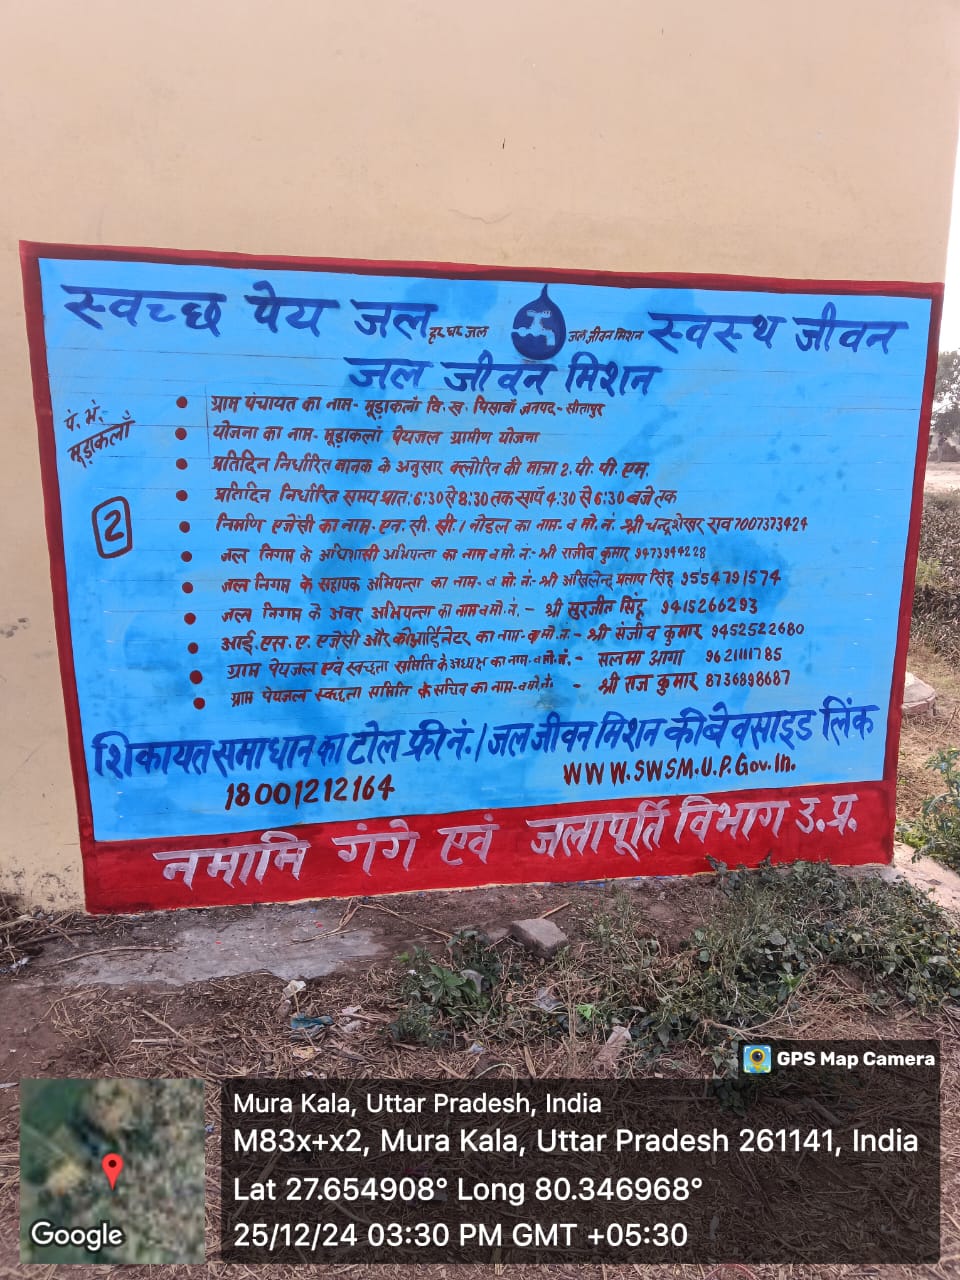 स्वच्छ पेय जल हर घर जल जल जीवन मिशन स्वस्थ जीवन
जल जीवन मिशन
पं. भं.
मूड़ाकलाँ
2
• ग्राम पंचायत का नाम- मूड़ाकलाँ वि.ख. पिसावां जनपद-सीतापुर
• योजना का नाम- मूड़ाकलां पेयजल ग्रामीण योजना
• प्रतिदिन निर्धारित मानक के अनुसार क्लोरिन की मात्रा 2.पी.पी.एम.
• प्रतिदिन निर्धारित समय प्रात:6:30से8:30तक सायं 4:30 से 6:30 बजे तक
• निर्माण एजेंसी का नाम.एन.सी.सी./नोडल का नाम व मो.नं. श्री चन्द्रशेखर राव 7007373424
• जल निगम के अधिशासी अभियन्ता का नाम व मो.नं-श्री राजीव कुमार 9473944228
• जल निगम के सहायक अभियन्ता का नाम- व मो.नं-श्री अखिलेन्द्र प्रताप सिंह 9554791574
• जल निगम के अवर अभियन्ता का नाम व मो.नं.- श्री सुरजीत सिंह 9415266293
• आई.एस.ए.एजेंसी और कोआर्डिनेटर का नाम-व मो.नं.- श्री संजीव कुमार 9452522680
• ग्राम पेयजल एवं स्वच्छता समिति के अध्यक्ष का नाम.व मो.नं.- सलमा आगा 9621111785
• ग्राम पेयजल स्वच्छता समिति के सचिव का नाम-व मो.नं. - श्री राज कुमार 8736898687
शिकायत समाधान का टोल फ्री नं./जल जीवन मिशन की बेवसाइड लिंक
18001212164 WWW.SWSM.U.P.Gov.In.
नमामि गंगे एवं जलापूर्ति विभाग उ.प्र.
GPS Map Camera
Mura Kala, Uttar Pradesh, India
M83x+x2, Mura Kala, Uttar Pradesh 261141, India
Lat 27.654908° Long 80.346968°
25/12/24 03:30 PM GMT +05:30
Google